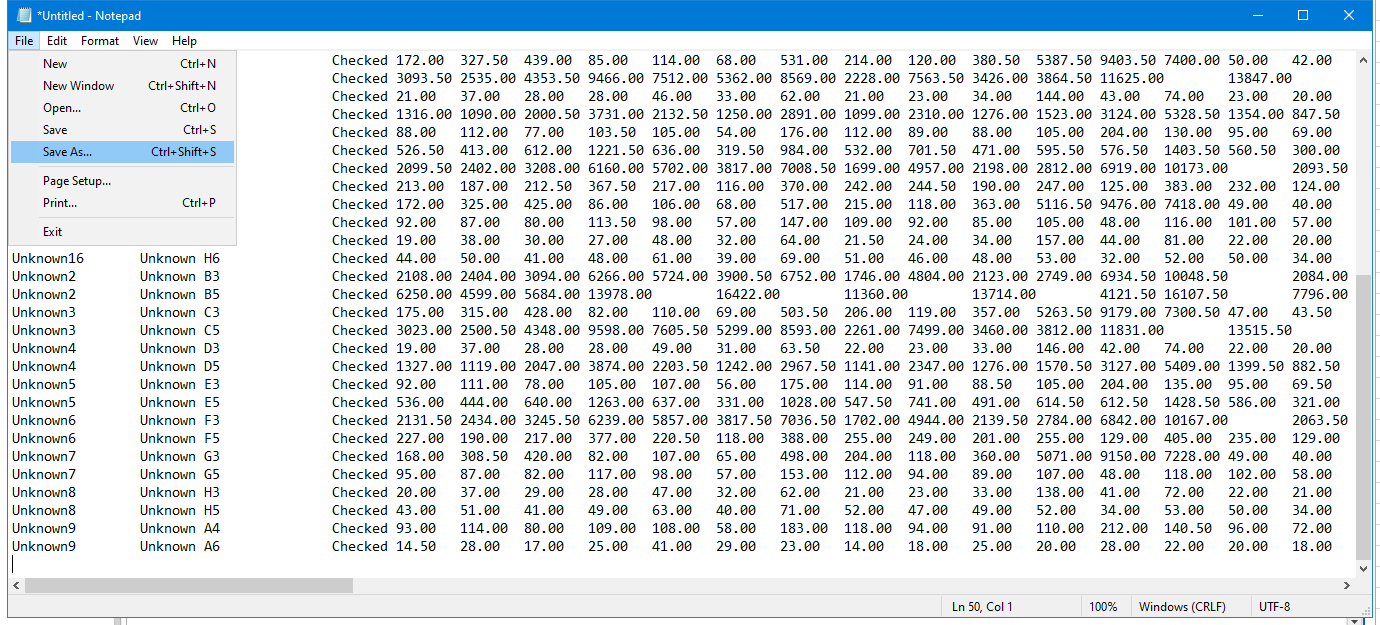 *Untitled - Notepad
File Edit Format View Help
New Ctrl+N
New Window Ctrl+Shift+N
Open... Ctrl+O
Save Ctrl+S
Save As... Ctrl+Shift+S
Page Setup...
Print... Ctrl+P
Exit
Checked 172.00 327.50 439.00 85.00 114.00 68.00 531.00 214.00 120.00 380.50 5387.50 9403.50 7400.00 50.00 42.00
Checked 3093.50 2535.00 4353.50 9466.00 7512.00 5362.00 8569.00 2228.00 7563.50 3426.00 3864.50 11625.00 13847.00
Checked 21.00 37.00 28.00 28.00 46.00 33.00 62.00 21.00 23.00 34.00 144.00 43.00 74.00 23.00 20.00
Checked 1316.00 1090.00 2000.50 3731.00 2132.50 1250.00 2891.00 1099.00 2310.00 1276.00 1523.00 3124.00 5328.50 1354.00 847.50
Checked 88.00 112.00 77.00 103.50 105.00 54.00 176.00 112.00 89.00 88.00 105.00 204.00 130.00 95.00 69.00
Checked 526.50 413.00 612.00 1221.50 636.00 319.50 984.00 532.00 701.50 471.00 595.50 576.50 1403.50 560.50 300.00
Checked 2099.50 2402.00 3208.00 6160.00 5702.00 3817.00 7008.50 1699.00 4957.00 2198.00 2812.00 6919.00 10173.00 2093.50
Checked 213.00 187.00 212.50 367.50 217.00 116.00 370.00 242.00 244.50 190.00 247.00 125.00 383.00 232.00 124.00
Checked 172.00 325.00 425.00 86.00 106.00 68.00 517.00 215.00 118.00 363.00 5116.50 9476.00 7418.00 49.00 40.00
Checked 92.00 87.00 80.00 113.50 98.00 57.00 147.00 109.00 92.00 85.00 105.00 48.00 116.00 101.00 57.00
Checked 19.00 38.00 30.00 27.00 48.00 32.00 64.00 21.50 24.00 34.00 157.00 44.00 81.00 22.00 20.00
Unknown16 Unknown H6 Checked 44.00 50.00 41.00 48.00 61.00 39.00 69.00 51.00 46.00 48.00 53.00 32.00 52.00 50.00 34.00
Unknown2 Unknown B3 Checked 2108.00 2404.00 3094.00 6266.00 5724.00 3900.50 6752.00 1746.00 4804.00 2123.00 2749.00 6934.50 10048.50 2084.00
Unknown2 Unknown B5 Checked 6250.00 4599.00 5684.00 13978.00 16422.00 11360.00 13714.00 4121.50 16107.50 7796.00
Unknown3 Unknown C3 Checked 175.00 315.00 428.00 82.00 110.00 69.00 503.50 206.00 119.00 357.00 5263.50 9179.00 7300.50 47.00 43.50
Unknown3 Unknown C5 Checked 3023.00 2500.50 4348.00 9598.00 7605.50 5299.00 8593.00 2261.00 7499.00 3460.00 3812.00 11831.00 13515.50
Unknown4 Unknown D3 Checked 19.00 37.00 28.00 28.00 49.00 31.00 63.50 22.00 23.00 33.00 146.00 42.00 74.00 22.00 20.00
Unknown4 Unknown D5 Checked 1327.00 1119.00 2047.00 3874.00 2203.50 1242.00 2967.50 1141.00 2347.00 1276.00 1570.50 3127.00 5409.00 1399.50 882.50
Unknown5 Unknown E3 Checked 92.00 111.00 78.00 105.00 107.00 56.00 175.00 114.00 91.00 88.50 105.00 204.00 135.00 95.00 69.50
Unknown5 Unknown E5 Checked 536.00 444.00 640.00 1263.00 637.00 331.00 1028.00 547.50 741.00 491.00 614.50 612.50 1428.50 586.00 321.00
Unknown6 Unknown F3 Checked 2131.50 2434.00 3245.50 6239.00 5857.00 3817.50 7036.50 1702.00 4944.00 2139.50 2784.00 6842.00 10167.00 2063.50
Unknown6 Unknown F5 Checked 227.00 190.00 217.00 377.00 220.50 118.00 388.00 255.00 249.00 201.00 255.00 129.00 405.00 235.00 129.00
Unknown7 Unknown G3 Checked 168.00 308.50 420.00 82.00 107.00 65.00 498.00 204.00 118.00 360.00 5071.00 9150.00 7228.00 49.00 40.00
Unknown7 Unknown G5 Checked 95.00 87.00 82.00 117.00 98.00 57.00 153.00 112.00 94.00 89.00 107.00 48.00 118.00 102.00 58.00
Unknown8 Unknown H3 Checked 20.00 37.00 29.00 28.00 47.00 32.00 62.00 21.00 23.00 33.00 138.00 41.00 72.00 22.00 21.00
Unknown8 Unknown H5 Checked 43.00 51.00 41.00 49.00 63.00 40.00 71.00 52.00 47.00 49.00 52.00 34.00 53.00 50.00 34.00
Unknown9 Unknown A4 Checked 93.00 114.00 80.00 109.00 108.00 58.00 183.00 118.00 94.00 91.00 110.00 212.00 140.50 96.00 72.00
Unknown9 Unknown A6 Checked 14.50 28.00 17.00 25.00 41.00 29.00 23.00 14.00 18.00 25.00 20.00 28.00 22.00 20.00 18.00
Ln 50, Col 1 100% Windows (CRLF) UTF-8